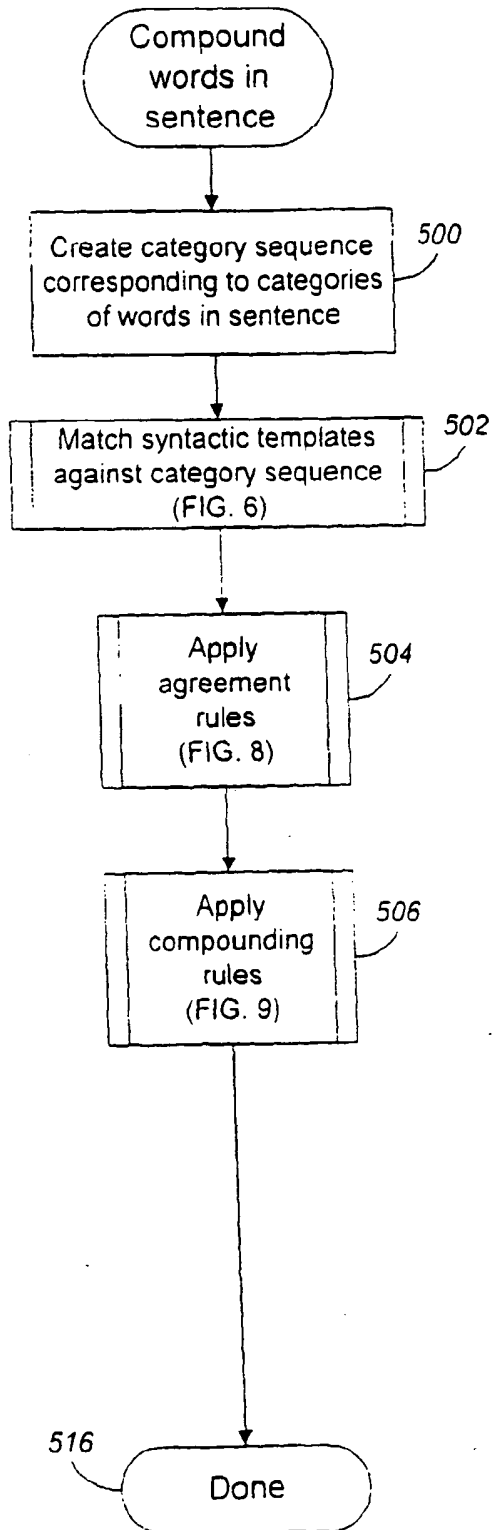 Compound
words in
sentence
Create category sequence
corresponding to categories
of words in sentence
500
Match syntactic templates
against category sequence
(FIG. 6)
502
Apply
agreement
rules
(FIG. 8)
504
Apply
compounding
rules
(FIG. 9)
506
516
Done